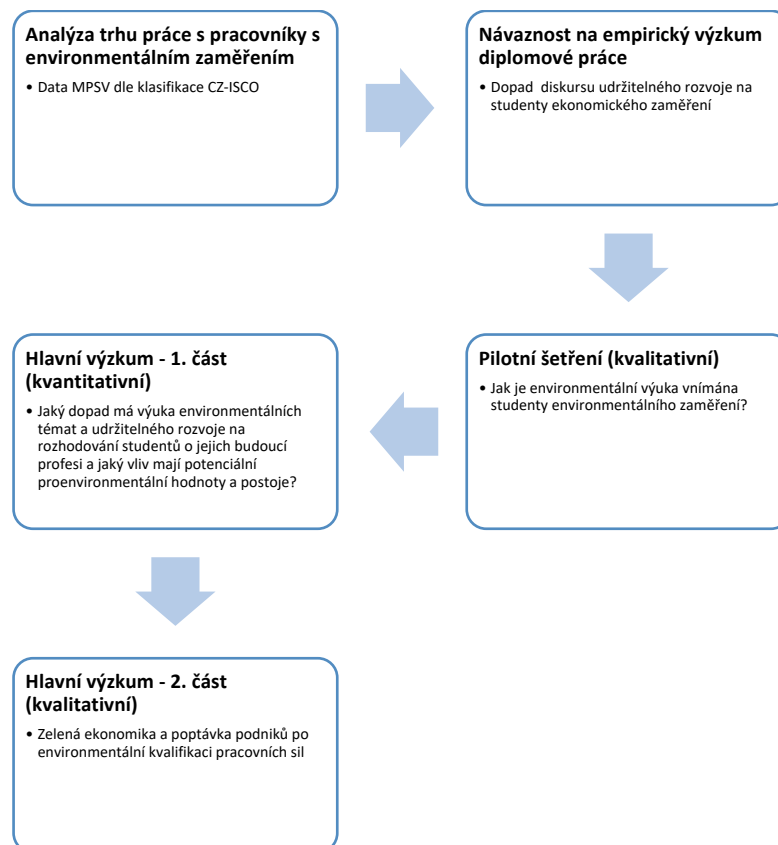 Analýza trhu práce s pracovníky s
environmentálním zaměřením
• Data MPSV dle klasifikace CZ-ISCO
Návaznost na empirický výzkum
diplomové práce
• Dopad diskursu udržitelného rozvoje na
studenty ekonomického zaměření
Pilotní šetření (kvalitativní)
• Jak je environmentální výuka vnímána
studenty environmentálního zaměření?
Hlavní výzkum - 1. část
(kvantitativní)
• Jaký dopad má výuka environmentálních
témat a udržitelného rozvoje na
rozhodování studentů o jejich budoucí
profesi a jaký vliv mají potenciální
proenvironmentální hodnoty a postoje?
Hlavní výzkum - 2. část
(kvalitativní)
• Zelená ekonomika a poptávka podniků po
environmentální kvalifikaci pracovních sil